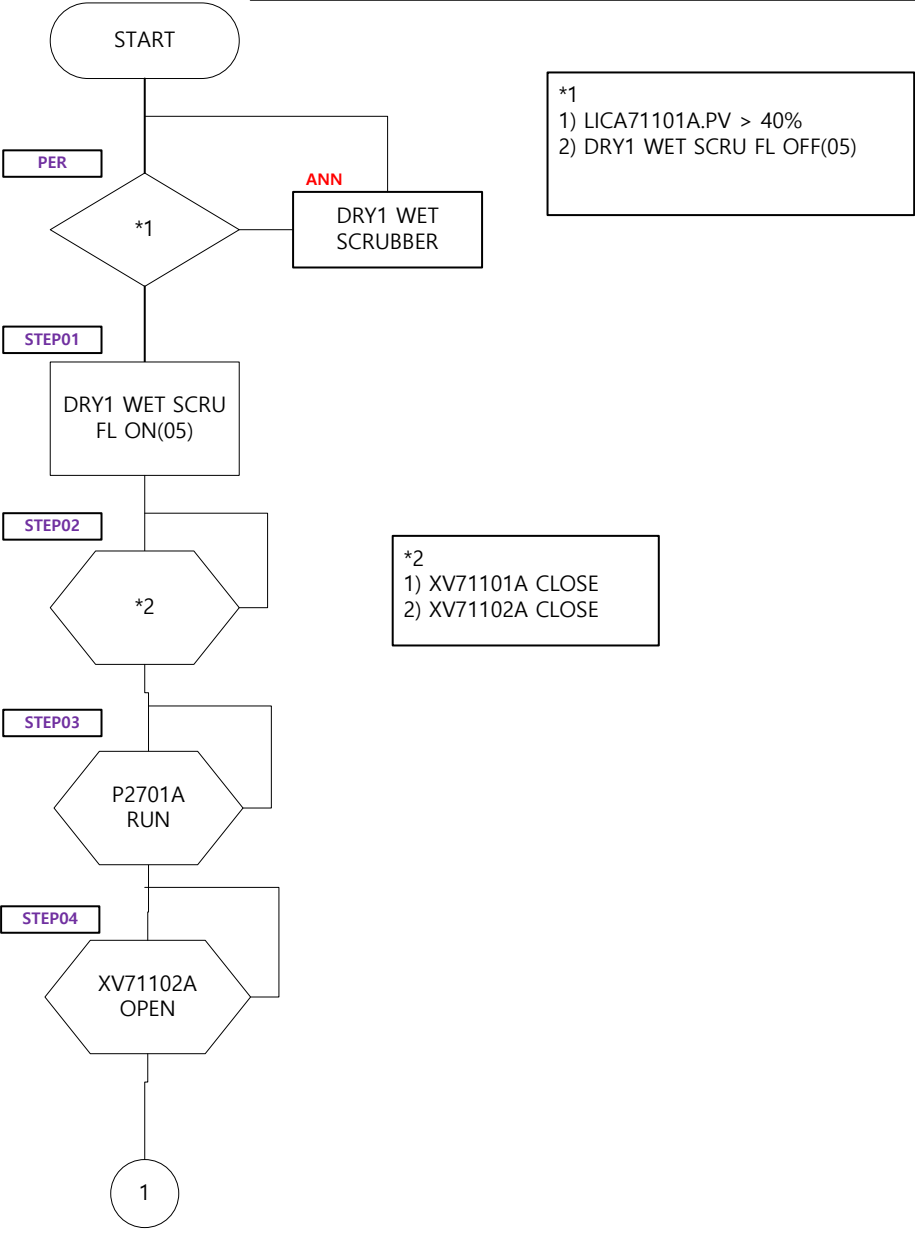 START
*1
1) LICA71101A.PV > 40%
2) DRY1 WET SCRU FL OFF(05)
PER
ANN
*1
DRY1 WET
SCRUBBER
STEP01
DRY1 WET SCRU
FL ON(05)
STEP02
*2
*2
1) XV71101A CLOSE
2) XV71102A CLOSE
STEP03
P2701A
RUN
STEP04
XV71102A
OPEN
1